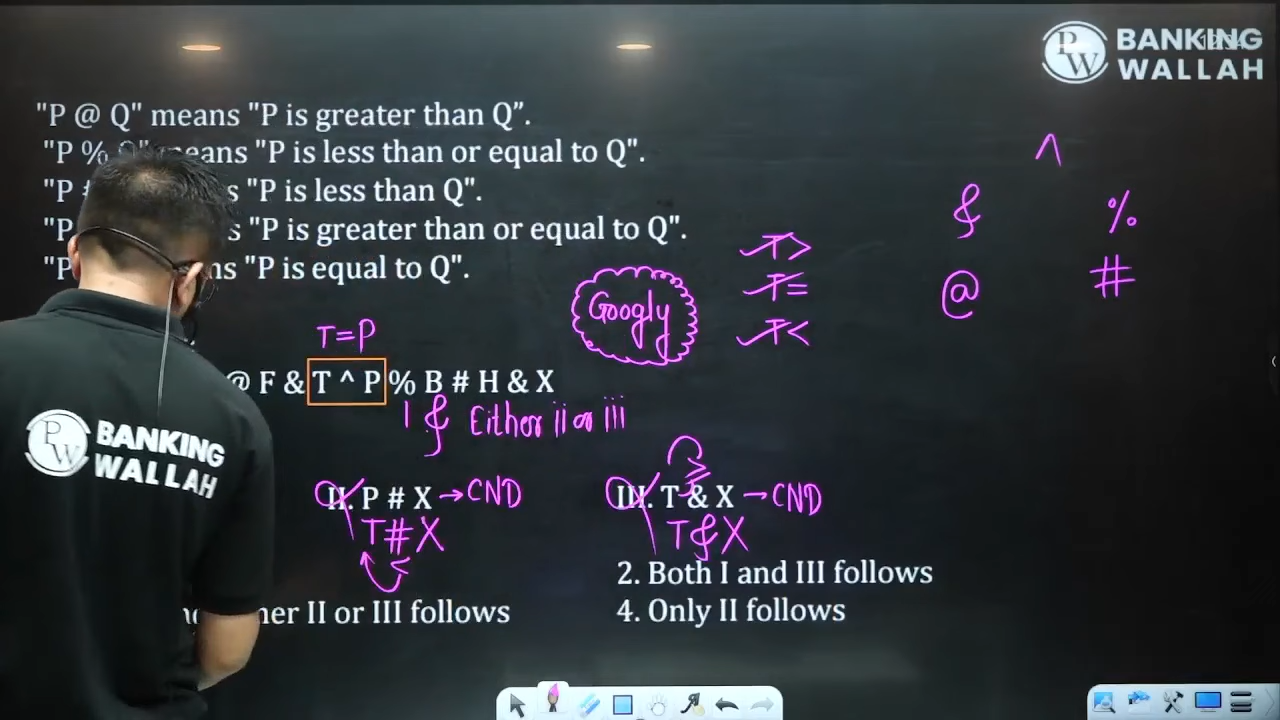 BANKING
WALLAH
"P @ Q" means "P is greater than Q".
"P % means "P is less than or equal to Q".
"P "P is less than Q".
"P "P is greater than or equal to Q".
"P "P is equal to Q".
^
& %
@ #
T>
T=
T<
Googly
T=P
@ F & T ^ P % B # H & X
I & Either ii or iii
II. P # X → CND
T # X
<
III. T & X → CND
≥
T & X
2. Both I and III follows
II or III follows
4. Only II follows
PW
BANKING
WALLAH